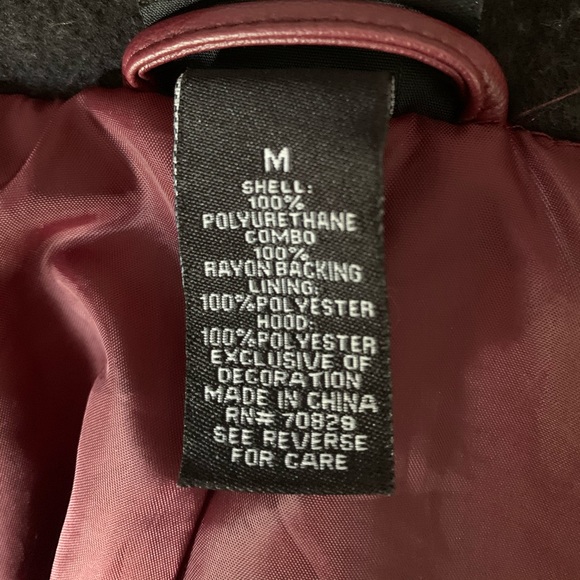 M
SHELL:
100%
POLYURETHANE
COMBO
100%
RAYON BACKING
LINING:
100%POLYESTER
HOOD:
100%POLYESTER
EXCLUSIVE OF
DECORATION
MADE IN CHINA
RN# 70829
SEE REVERSE
FOR CARE